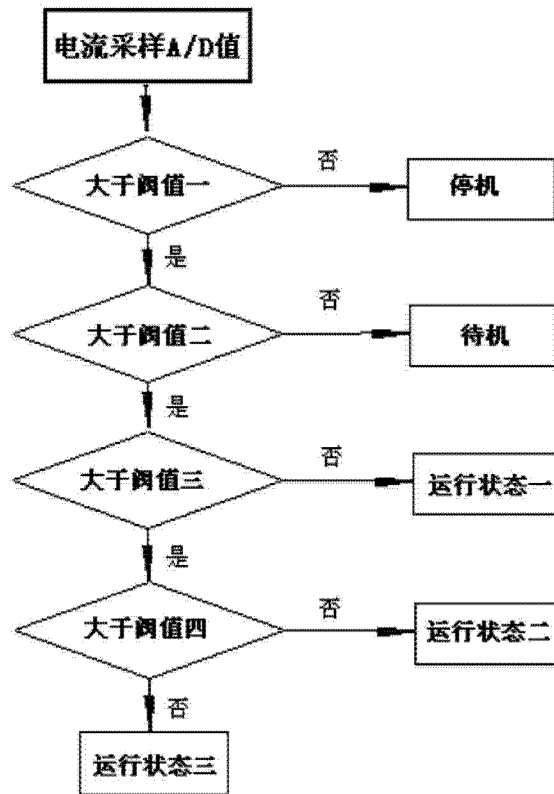 电流采样A/D值
大于阀值一
否
停机
是
大于阀值二
否
待机
是
大于阀值三
否
运行状态一
是
大于阀值四
否
运行状态二
否
运行状态三